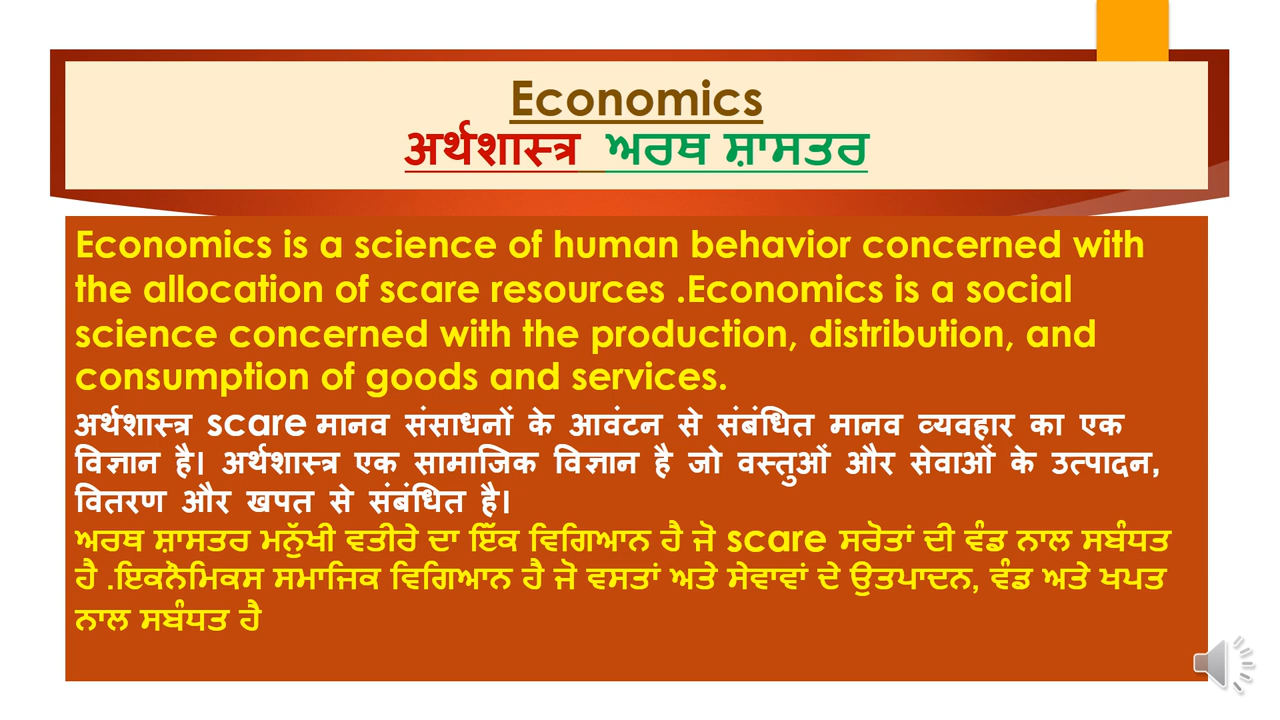 Economics
अर्थशास्त्र ਅਰਥ ਸ਼ਾਸਤਰ
Economics is a science of human behavior concerned with
the allocation of scare resources .Economics is a social
science concerned with the production, distribution, and
consumption of goods and services.
अर्थशास्त्र scare मानव संसाधनों के आवंटन से संबंधित मानव व्यवहार का एक
विज्ञान है। अर्थशास्त्र एक सामाजिक विज्ञान है जो वस्तुओं और सेवाओं के उत्पादन,
वितरण और खपत से संबंधित है।
ਅਰਥ ਸ਼ਾਸਤਰ ਮਨੁੱਖੀ ਵਤੀਰੇ ਦਾ ਇੱਕ ਵਿਗਿਆਨ ਹੈ ਜੋ scare ਸਰੋਤਾਂ ਦੀ ਵੰਡ ਨਾਲ ਸਬੰਧਤ
ਹੈ .ਇਕਨੋਮਿਕਸ ਸਮਾਜਿਕ ਵਿਗਿਆਨ ਹੈ ਜੋ ਵਸਤਾਂ ਅਤੇ ਸੇਵਾਵਾਂ ਦੇ ਉਤਪਾਦਨ, ਵੰਡ ਅਤੇ ਖਪਤ
ਨਾਲ ਸਬੰਧਤ ਹੈ